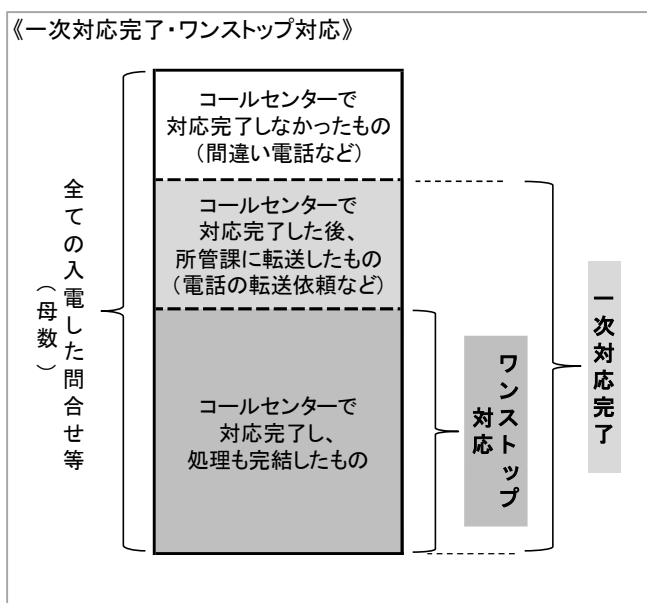 《一次対応完了・ワンストップ対応》
コールセンターで
対応完了しなかったもの
（間違い電話など）
コールセンターで
対応完了した後、
所管課に転送したもの
（電話の転送依頼など）
コールセンターで
対応完了し、
処理も完結したもの
全ての入電した問合せ等
（母数）
ワンストップ
対応
一次対応完了